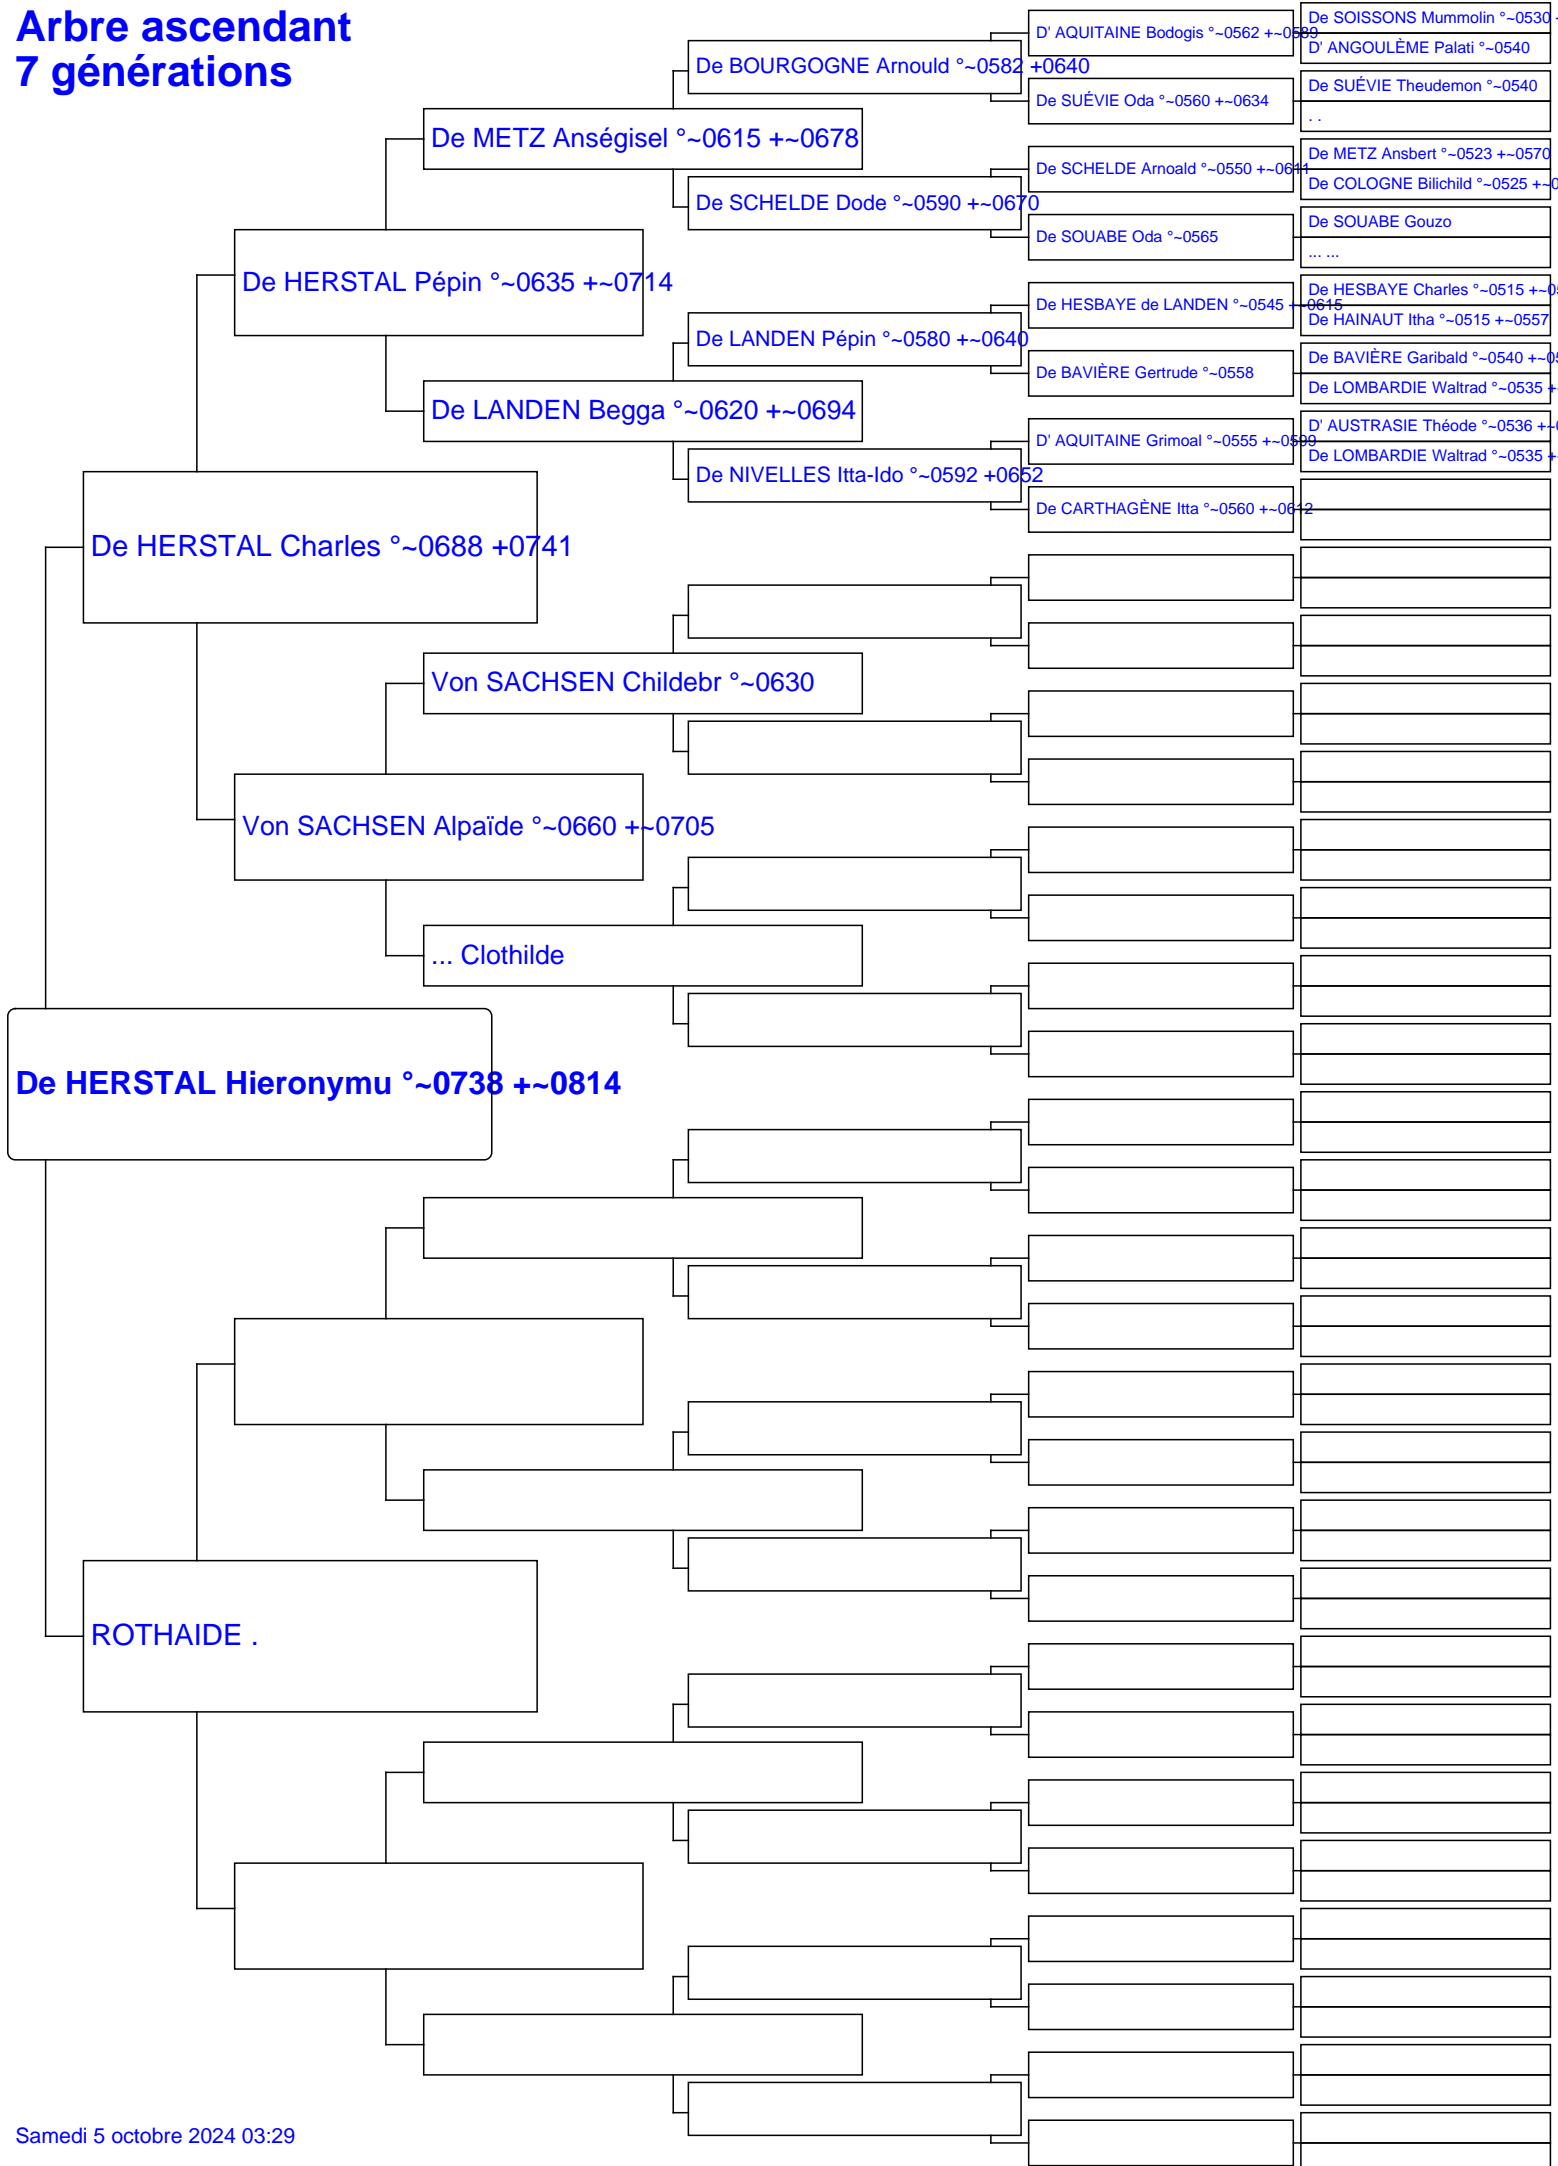 Arbre ascendant
7 générations
De HERSTAL Hieronymu °~0738 +~0814
De HERSTAL Charles °~0688 +0741
ROTHAIDE .
De HERSTAL Pépin °~0635 +~0714
Von SACHSEN Alpaïde °~0660 +~0705
De METZ Anségisel °~0615 +~0678
De LANDEN Begga °~0620 +~0694
Von SACHSEN Childebr °~0630
... Clothilde
De BOURGOGNE Arnould °~0582 +0640
De SCHELDE Dode °~0590 +~0670
De LANDEN Pépin °~0580 +~0640
De NIVELLES Itta-Ido °~0592 +0652
D' AQUITAINE Bodogis °~0562 +~0589
De SUÉVIE Oda °~0560 +~0634
De SCHELDE Arnoald °~0550 +~0611
De SOUABE Oda °~0565
De HESBAYE de LANDEN °~0545 +~0615
De BAVIÈRE Gertrude °~0558
D' AQUITAINE Grimoal °~0555 +~0599
De CARTHAGÈNE Itta °~0560 +~0612
De SOISSONS Mummolin °~0530
D' ANGOULÈME Palati °~0540
De SUÉVIE Theudemon °~0540
. .
De METZ Ansbert °~0523 +~0570
De COLOGNE Bilichild °~0525 +~0
De SOUABE Gouzo
... ...
De HESBAYE Charles °~0515 +~05
De HAINAUT Itha °~0515 +~0557
De BAVIÈRE Garibald °~0540 +~05
De LOMBARDIE Waltrad °~0535 +
D' AUSTRASIE Théode °~0536 +~0
De LOMBARDIE Waltrad °~0535 +
Samedi 5 octobre 2024 03:29